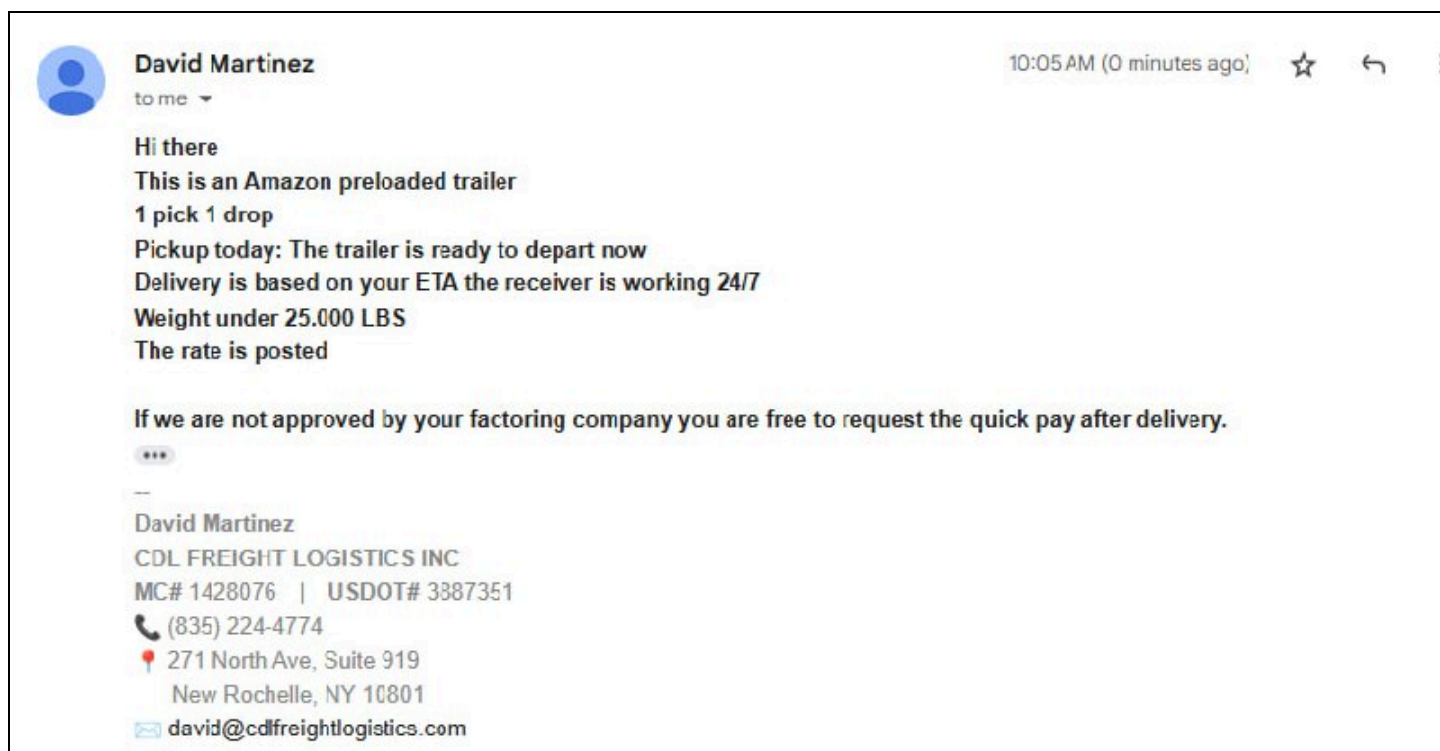 David Martinez
10:05 AM (0 minutes ago)
to me
Hi there
This is an Amazon preloaded trailer
1 pick 1 drop
Pickup today: The trailer is ready to depart now
Delivery is based on your ETA the receiver is working 24/7
Weight under 25.000 LBS
The rate is posted
If we are not approved by your factoring company you are free to request the quick pay after delivery.
--
David Martinez
CDL FREIGHT LOGISTICS INC
MC# 1428076 | USDOT# 3887351
(835) 224-4774
271 North Ave, Suite 919
New Rochelle, NY 10801
david@cdlfreightlogistics.com